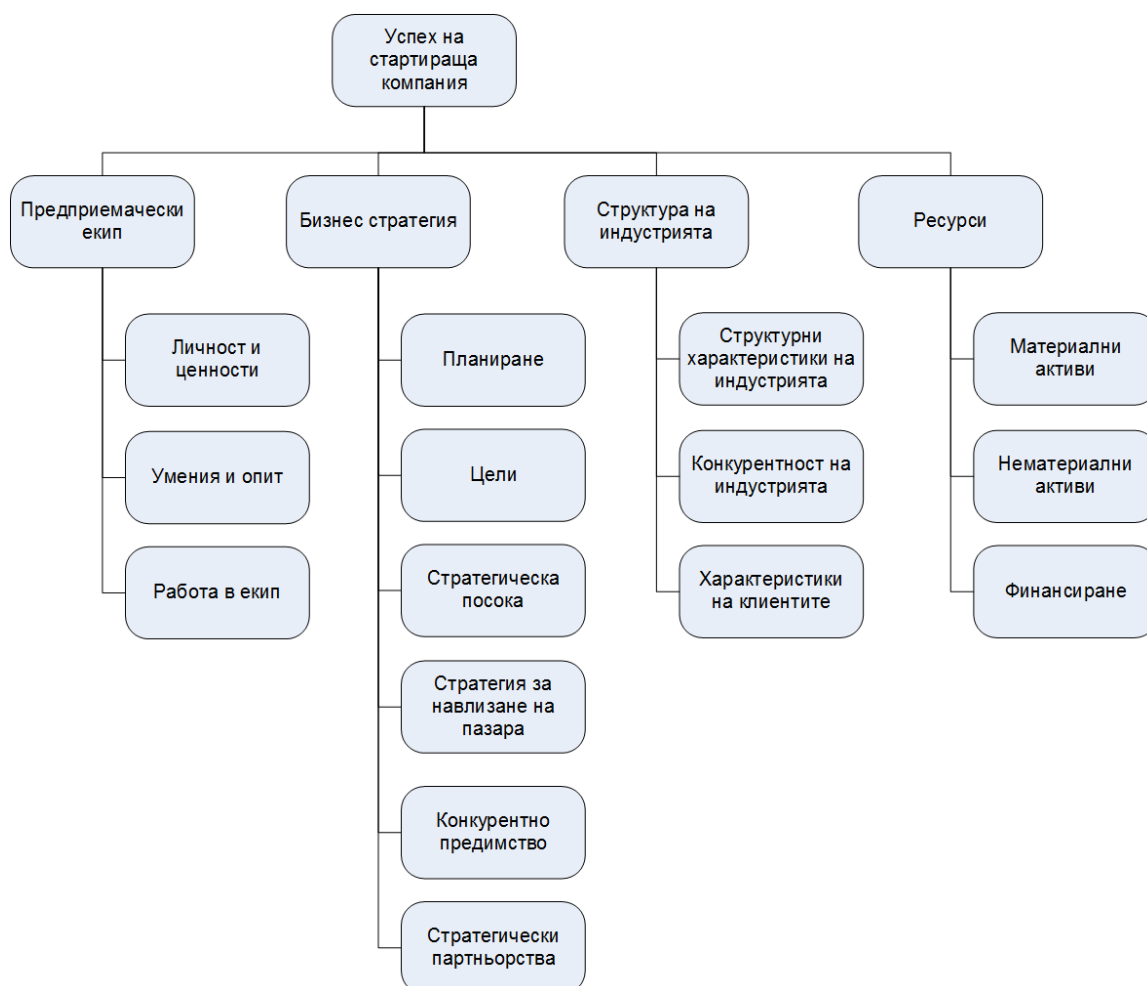 Успех на
стартираща
компания
Предприемачески
екип
Бизнес стратегия
Структура на
индустрията
Ресурси
Личност и
ценности
Умения и опит
Работа в екип
Планиране
Цели
Стратегическа
посока
Стратегия за
навлизане на
пазара
Конкурентно
предимство
Стратегически
партньорства
Структурни
характеристики на
индустрията
Конкурентност на
индустрията
Характеристики
на клиентите
Материални
активи
Нематериални
активи
Финансиране